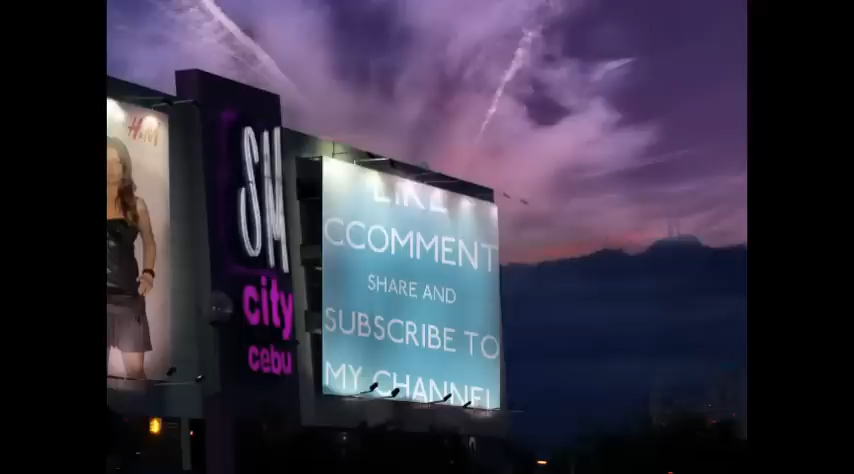 H&M
SM
city
cebu
LIKE
CCOMMENT
SHARE AND
SUBSCRIBE TO
MY CHANNEL